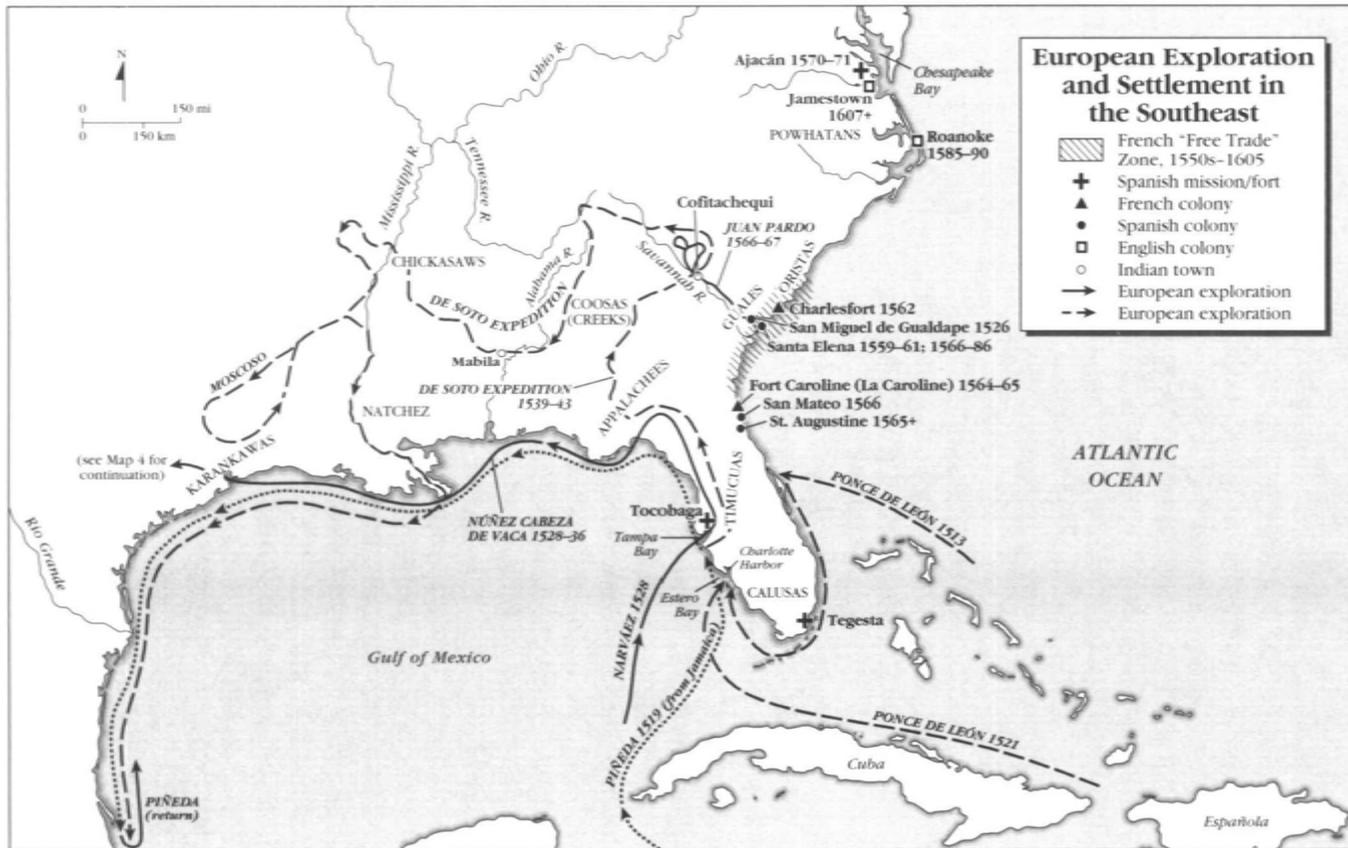 N
0 150 mi
0 150 km
Ohio R.
Mississippi R.
Tennessee R.
Ajacán 1570–71
Chesapeake
Bay
Jamestown
1607+
POWHATANS
Roanoke
1585–90
European Exploration
and Settlement in
the Southeast
French "Free Trade"
Zone, 1550s–1605
Spanish mission/fort
French colony
Spanish colony
English colony
Indian town
European exploration
European exploration
Cofitachequi
JUAN PARDO
1566–67
Savannah R.
CHICKASAWS
Alabama R.
DE SOTO EXPEDITION
COOSAS
(CREEKS)
GUALES
ORISTAS
Charlesfort 1562
San Miguel de Gualdape 1526
Santa Elena 1559–61; 1566–86
Mabila
MOSCOSO
DE SOTO EXPEDITION
1539–43
APPALACHEES
NATCHEZ
Fort Caroline (La Caroline) 1564–65
San Mateo 1566
St. Augustine 1565+
(see Map 4 for
continuation)
KARANKAWAS
Rio Grande
NÚÑEZ CABEZA
DE VACA 1528–36
TIMUCUAS
Tocobaga
Tampa
Bay
Charlotte
Harbor
Estero
Bay
CALUSAS
Tegesta
ATLANTIC
OCEAN
PONCE DE LEÓN 1513
NARVÁEZ 1528
Gulf of Mexico
PIÑEDA 1519 (from Jamaica)
PONCE DE LEÓN 1521
Cuba
PIÑEDA
(return)
Española